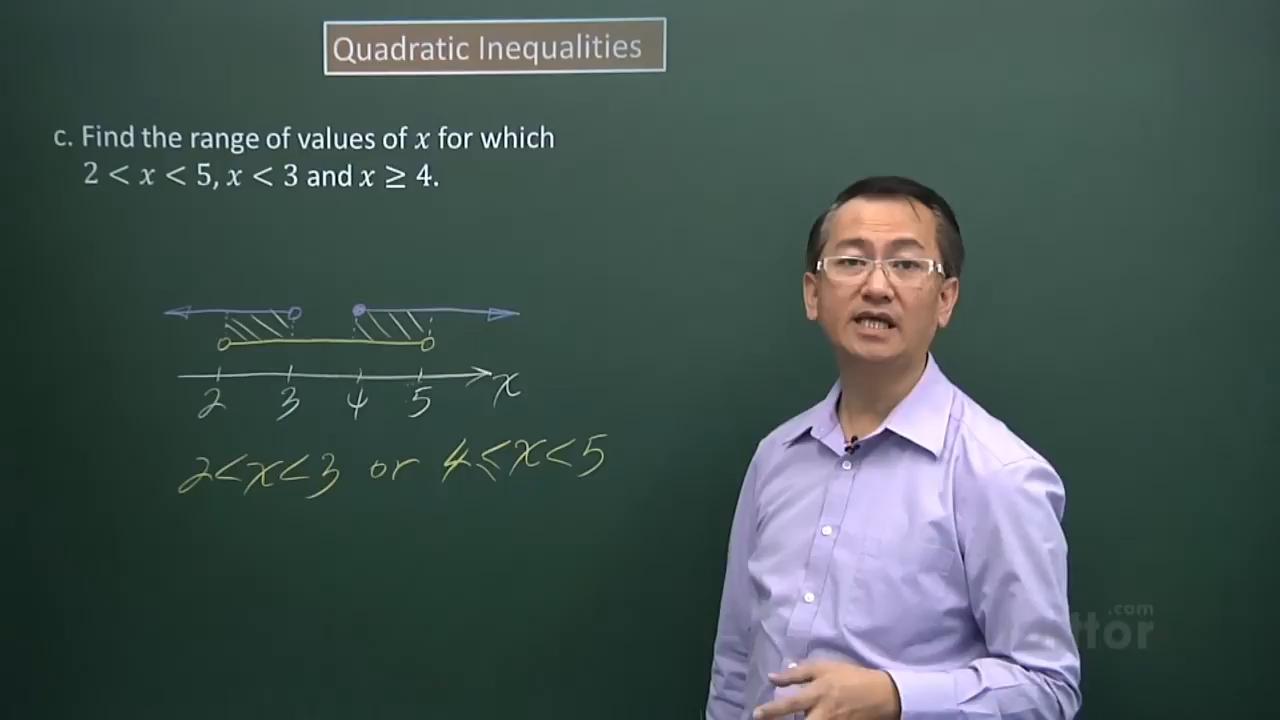 Quadratic Inequalities
c. Find the range of values of x for which
2 < x < 5, x < 3 and x ≥ 4.
2 3 4 5 x
2<x<3 or 4≤x<5
.com